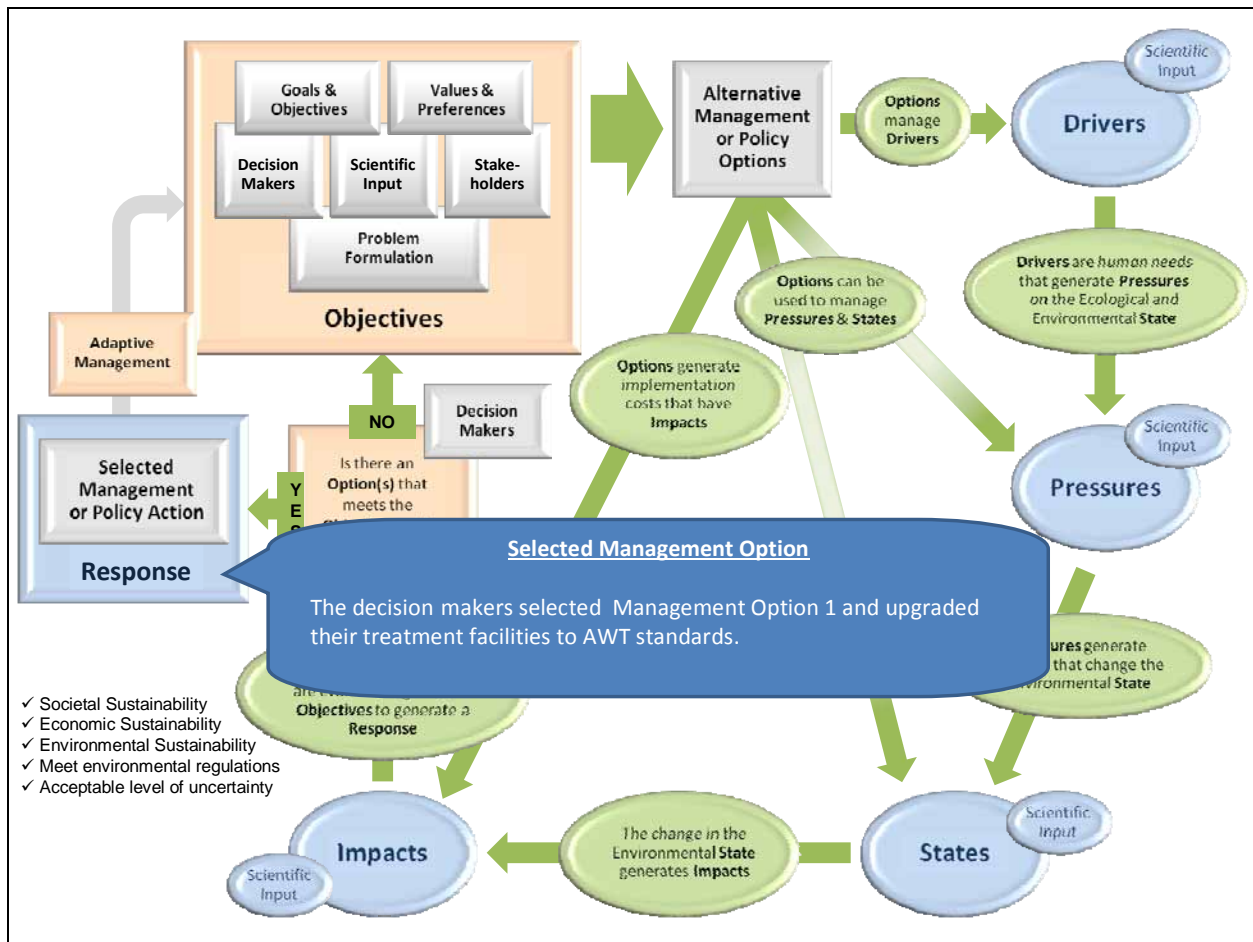 Goals &
Objectives
Values &
Preferences
Decision
Makers
Scientific
Input
Stake-
holders
Problem
Formulation
Objectives
Alternative
Management
or Policy
Options
Options
manage
Drivers
Scientific
Input
Drivers
Drivers are human needs
that generate Pressures
on the Ecological and
Environmental State
Options can be
used to manage
Pressures & States
Options generate
implementation
costs that have
Impacts
Adaptive
Management
NO
Decision
Makers
Scientific
Input
Pressures
Selected
Management
or Policy Action
Response
YES
Is there an
Option(s) that
meets the
Selected Management Option
The decision makers selected Management Option 1 and upgraded
their treatment facilities to AWT standards.
generate
that change the
State
are
Objectives to generate a
Response
✓ Societal Sustainability
✓ Economic Sustainability
✓ Environmental Sustainability
✓ Meet environmental regulations
✓ Acceptable level of uncertainty
Impacts
Scientific
Input
The change in the
Environmental State
generates Impacts
States
Scientific
Input